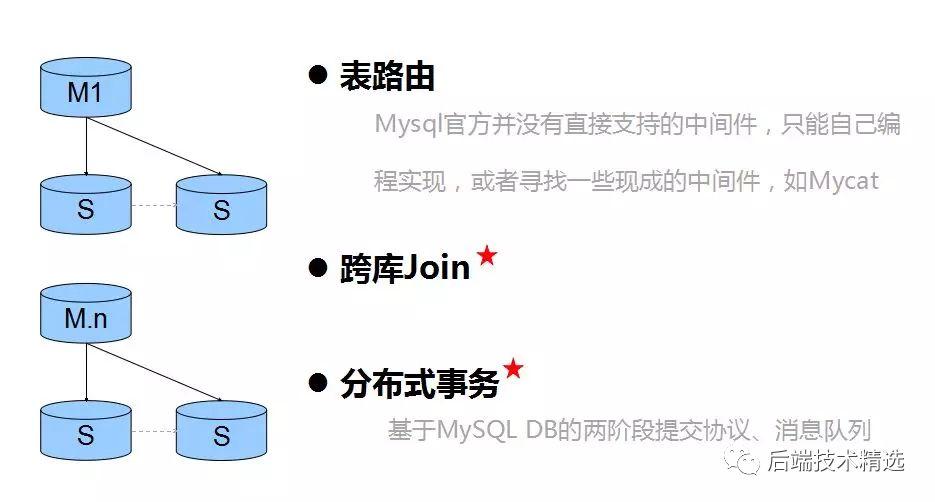 M1
S
S
M.n
S
S
表路由
Mysql官方并没有直接支持的中间件，只能自己编
程实现，或者寻找一些现成的中间件，如Mycat
跨库Join
分布式事务
基于MySQL DB的两阶段提交协议、消息队列
后端技术精选